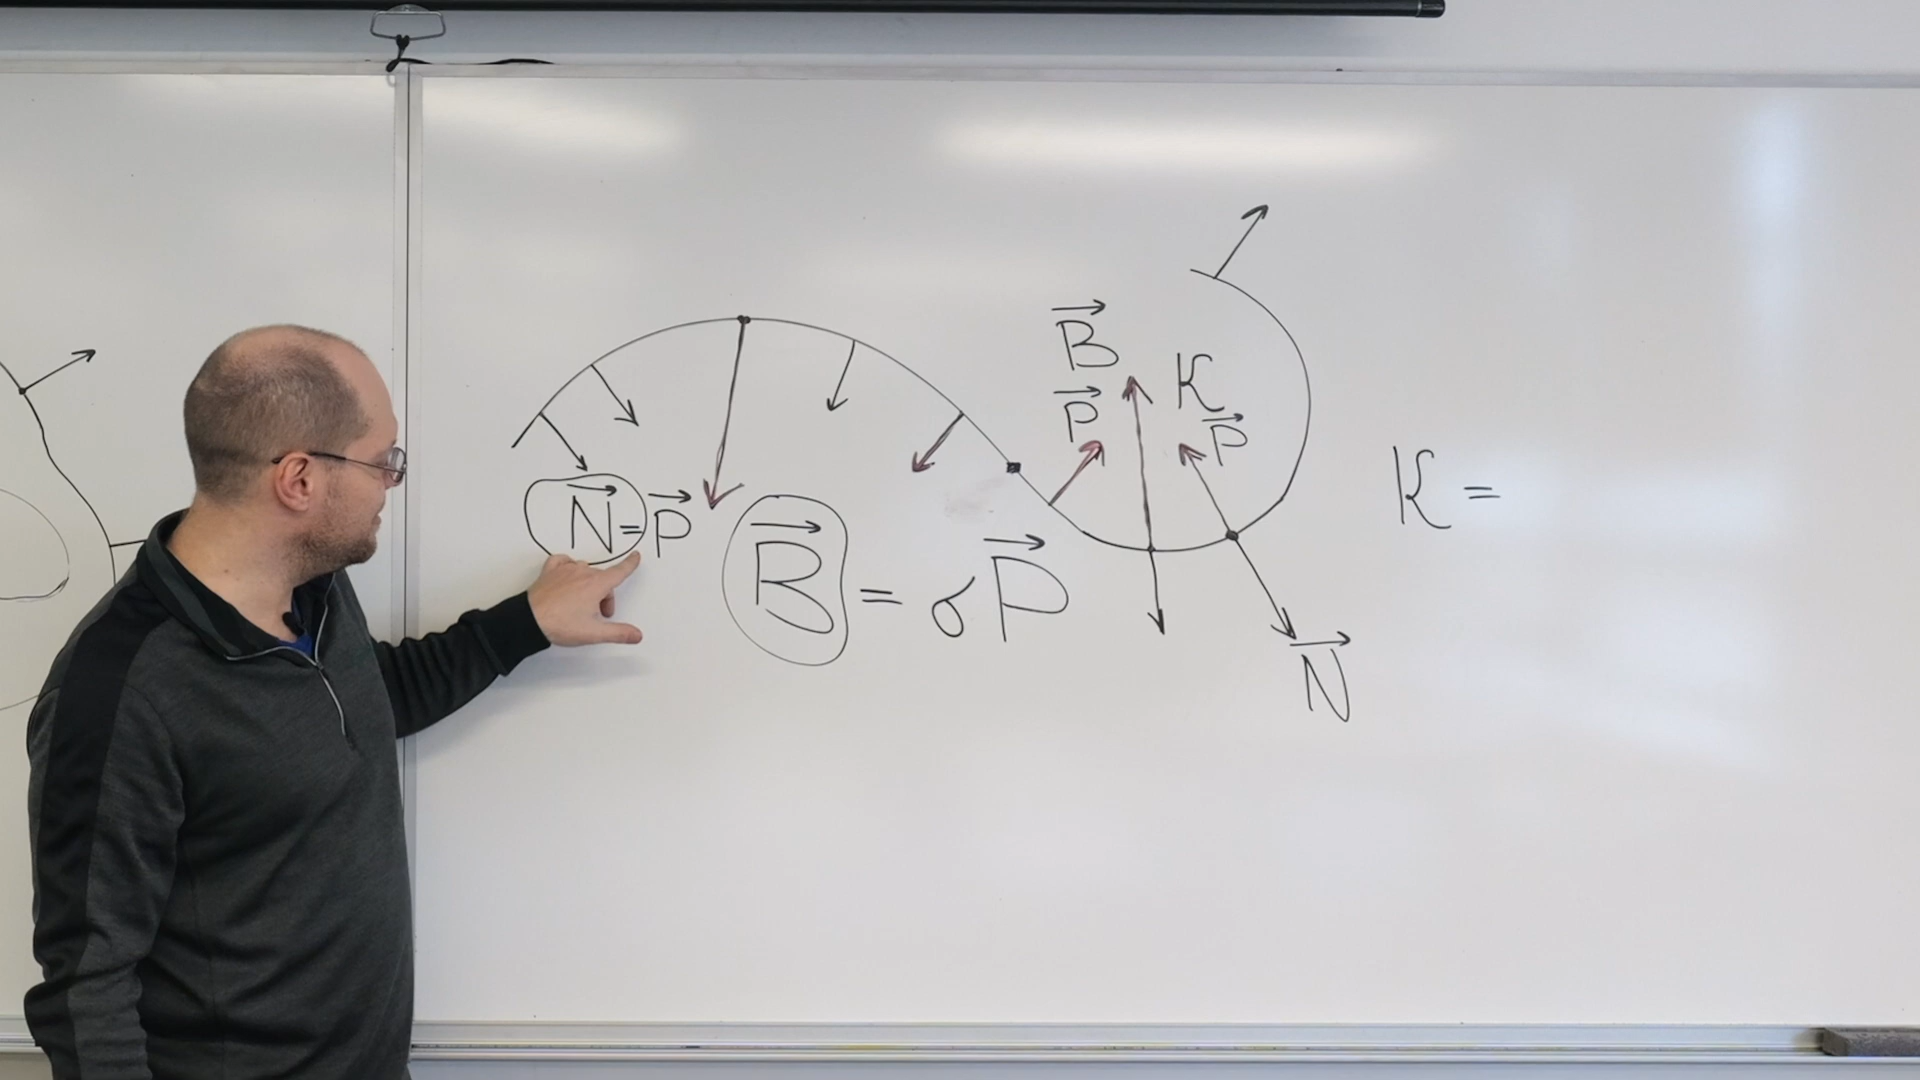 N⃗ = P⃗
B⃗ = σP⃗
B⃗
P⃗
K
P⃗
N⃗
K =